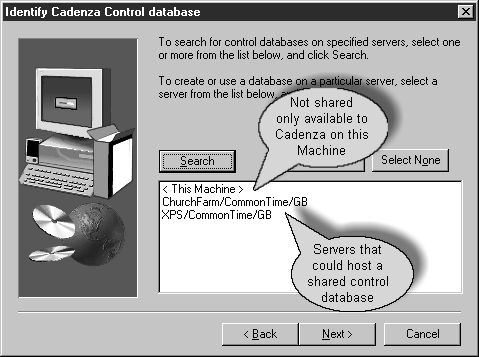 Identify Cadenza Control database
To search for control databases on specified servers, select one
or more from the list below, and click Search.
To create or use a database on a particular server, select a
server from the list below,
Not shared
only available to
Cadenza on this
Machine
Search
Select None
< This Machine >
ChurchFarm/CommonTime/GB
XPS/CommonTime/GB
Servers that
could host a
shared control
database
< Back
Next >
Cancel